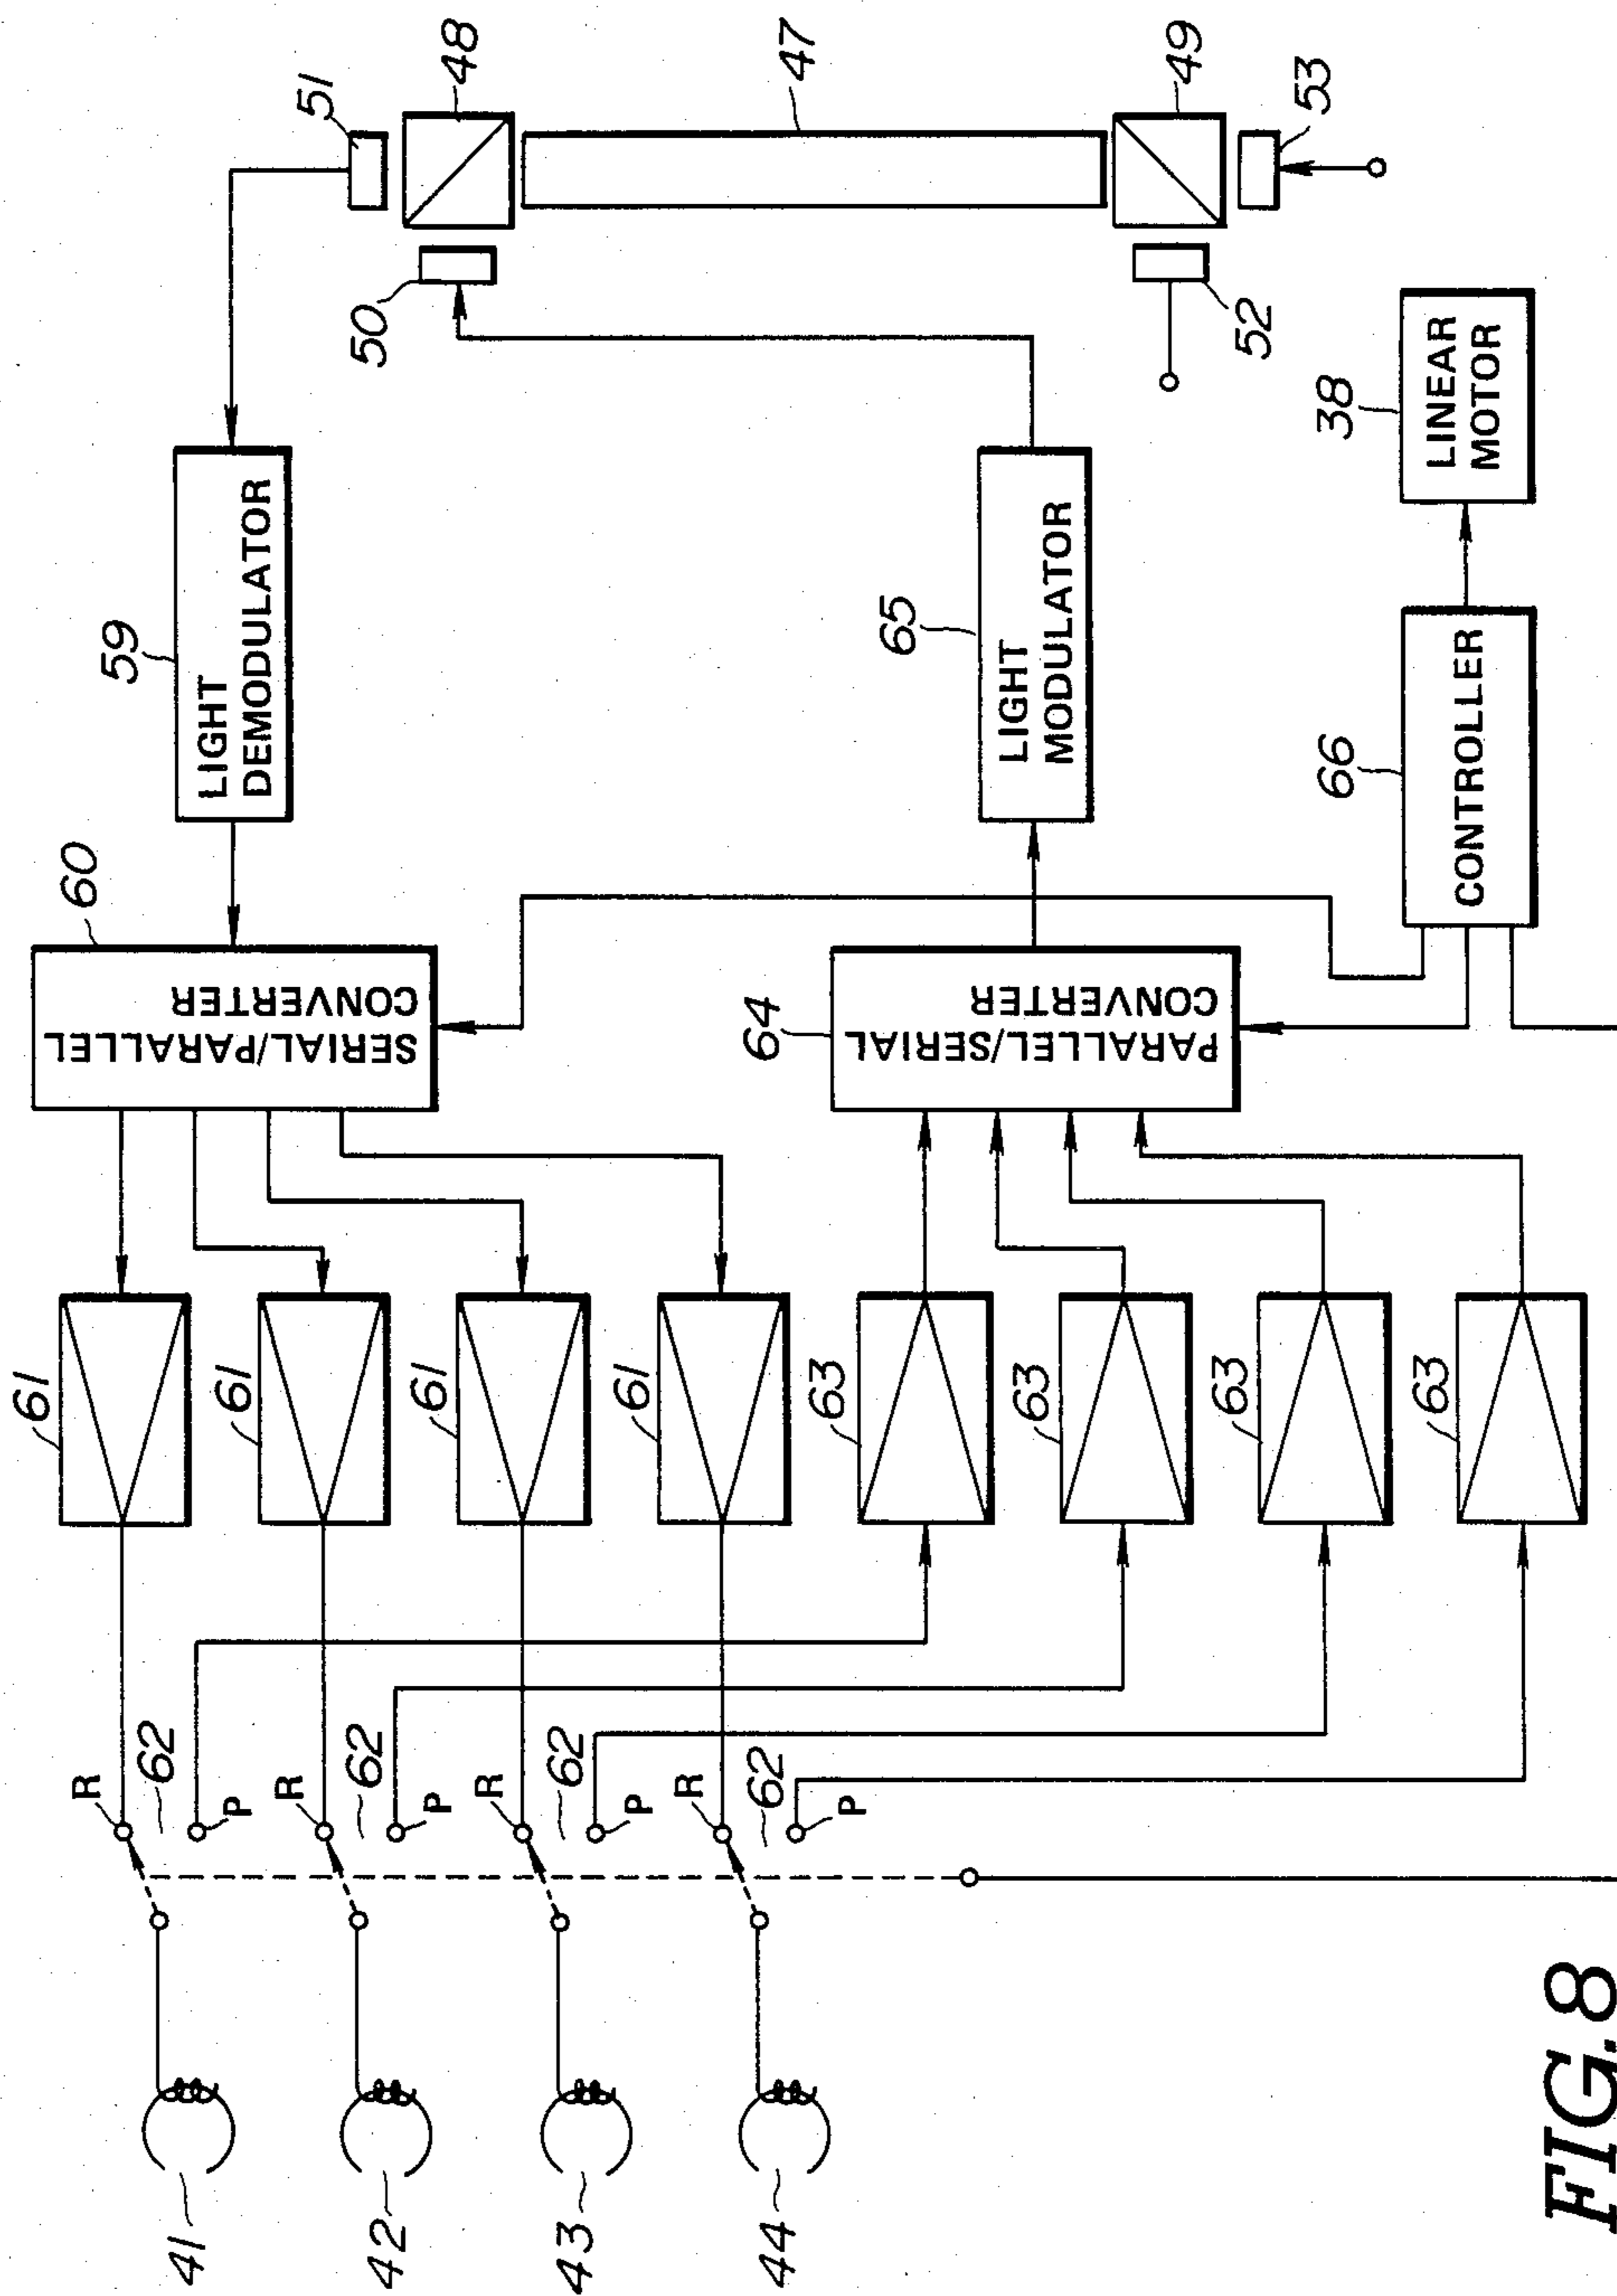 41
42
43
44
R
62
P
R
62
P
R
62
P
R
62
P
61
61
61
61
63
63
63
63
60
SERIAL/PARALLEL
CONVERTER
64
PARALLEL/SERIAL
CONVERTER
59
LIGHT
DEMODULATOR
65
LIGHT
MODULATOR
66
CONTROLLER
38
LINEAR
MOTOR
51
48
50
47
49
52
53
FIG.8